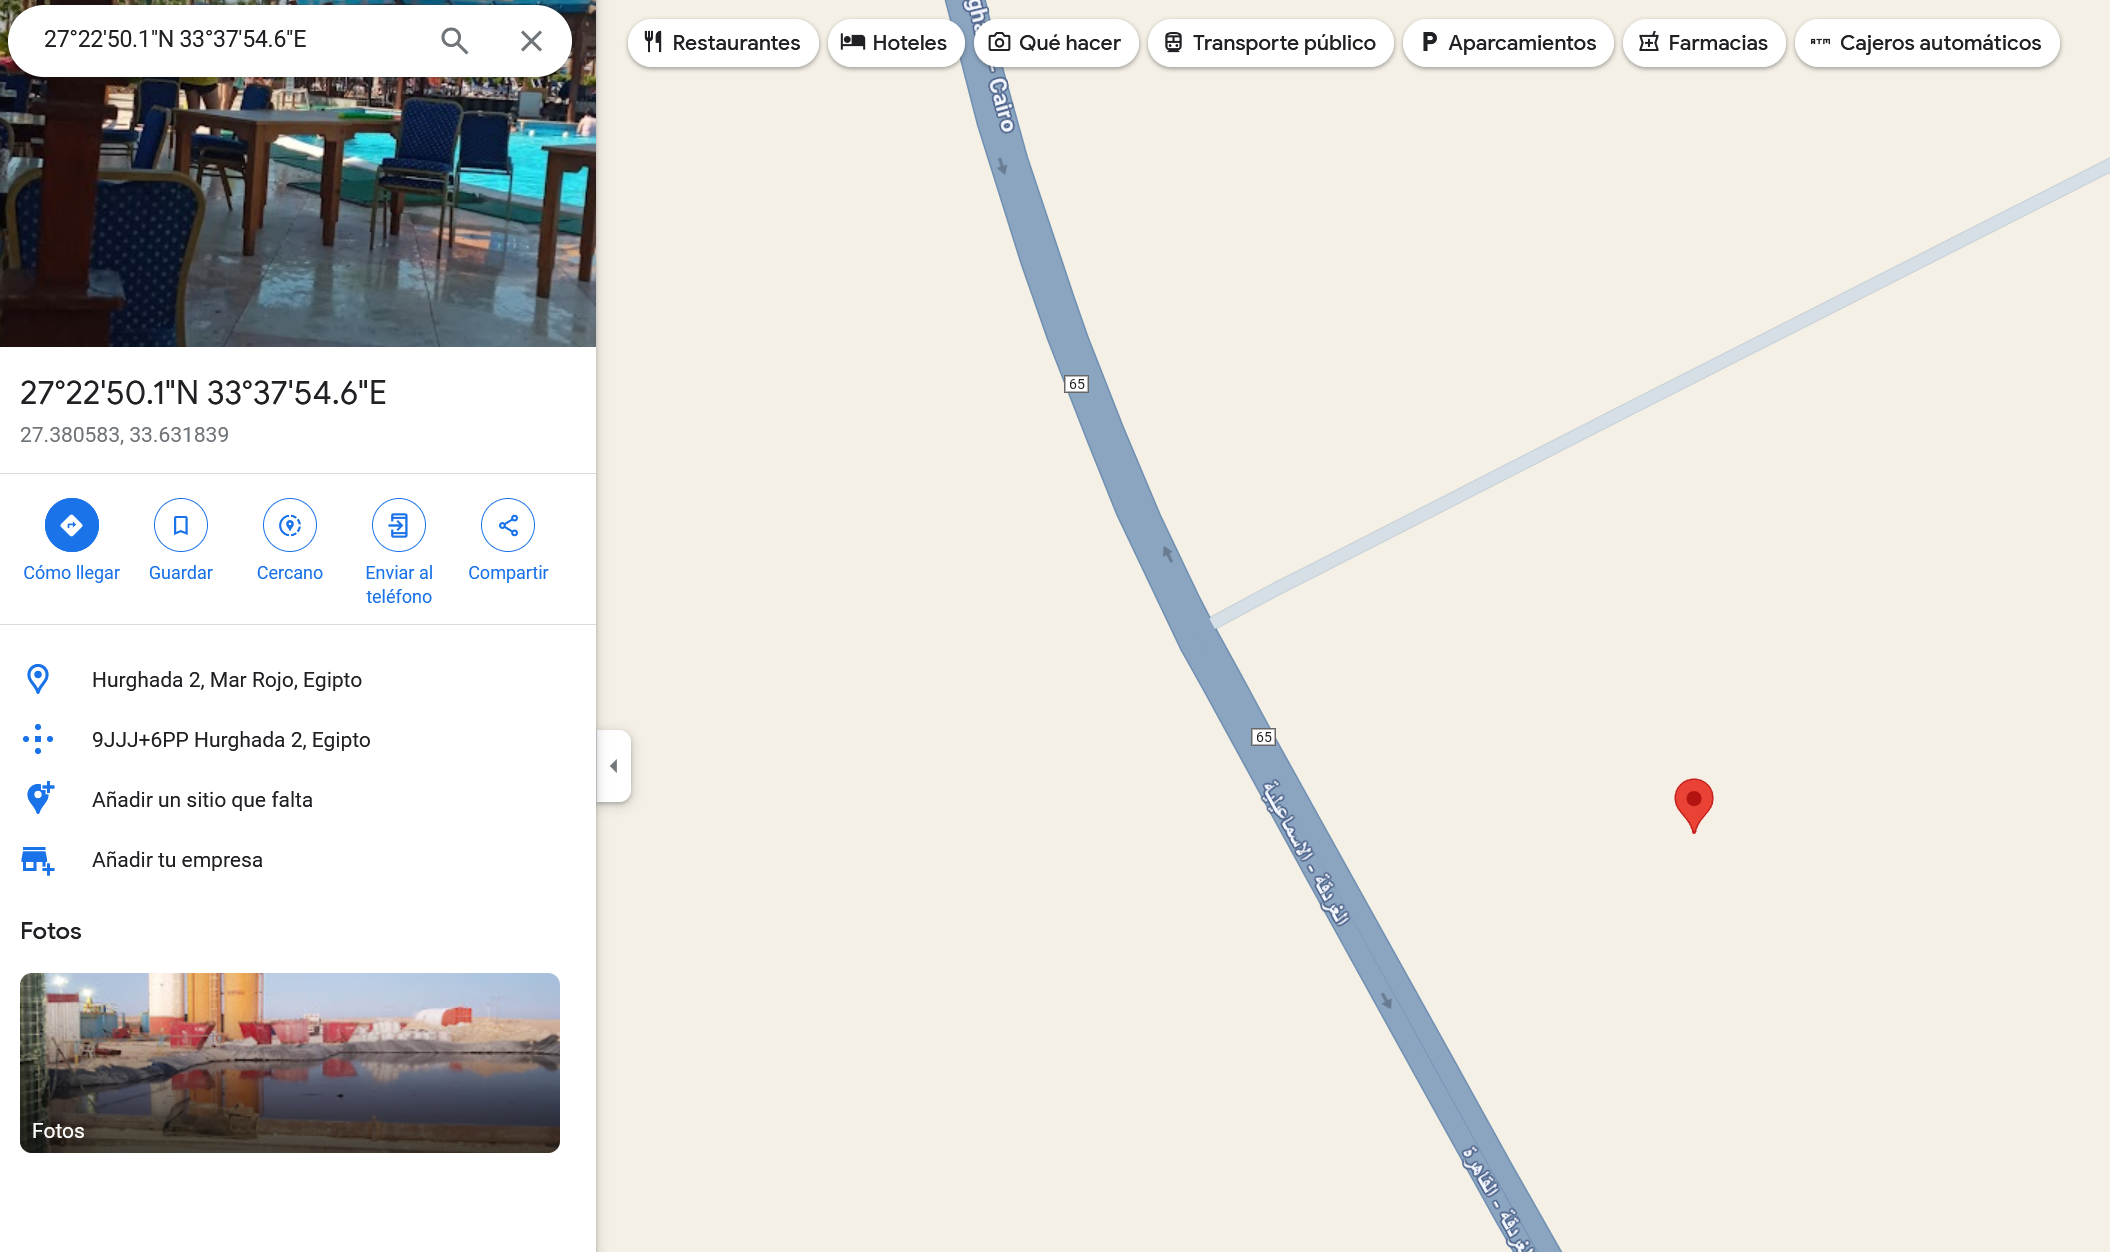 27°22'50.1"N 33°37'54.6"E
Restaurantes
Hoteles
Qué hacer
Transporte público
Aparcamientos
Farmacias
ATM Cajeros automáticos
27°22'50.1"N 33°37'54.6"E
27.380583, 33.631839
Cómo llegar
Guardar
Cercano
Enviar al
teléfono
Compartir
Hurghada 2, Mar Rojo, Egipto
9JJJ+6PP Hurghada 2, Egipto
Añadir un sitio que falta
Añadir tu empresa
Fotos
Fotos
- Cairo
65
65
الغردقة - الاسماعيلية
- القاهرة